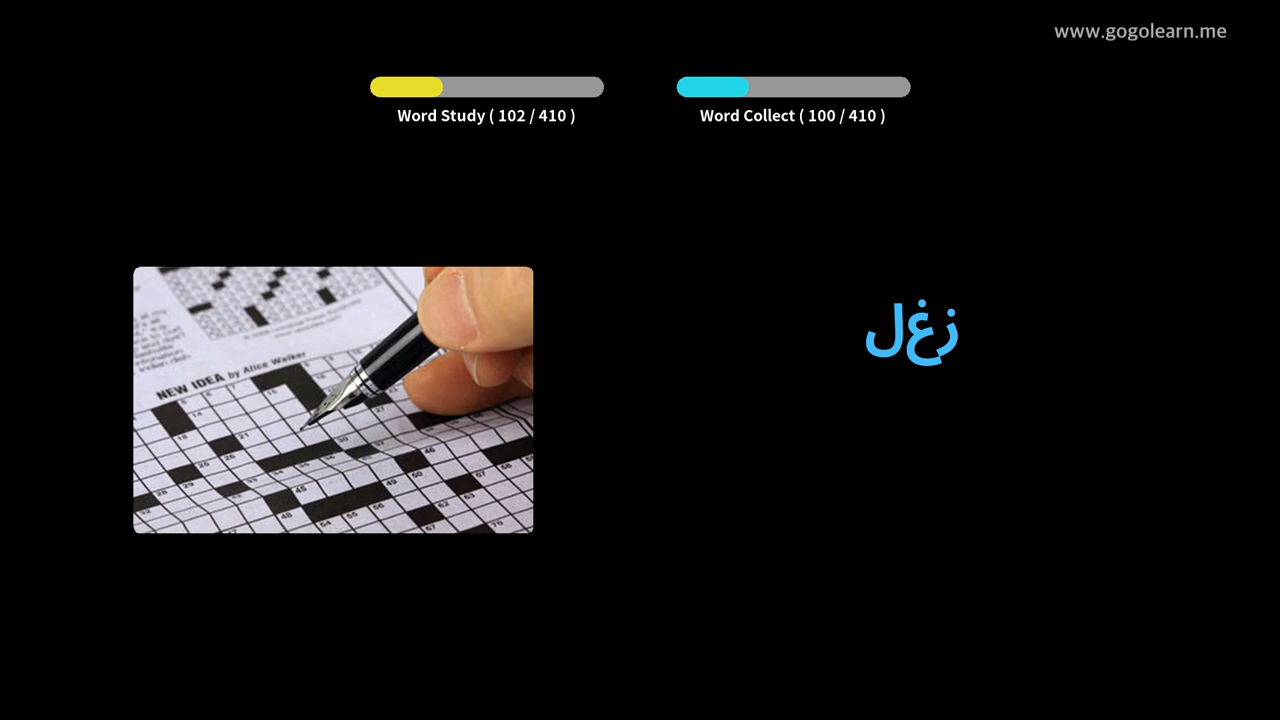 www.gogolearn.me
Word Study ( 102 / 410 )
Word Collect ( 100 / 410 )
NEW IDEA by Alice Walker
لغز